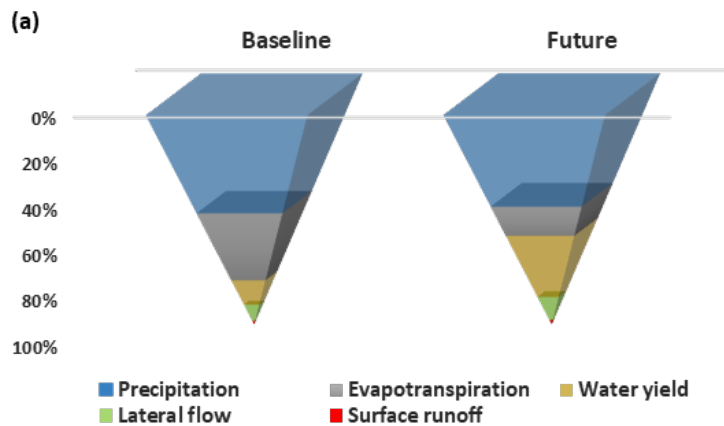 (a)
Baseline Future
0%
20%
40%
60%
80%
100%
Precipitation Evapotranspiration Water yield
Lateral flow Surface runoff